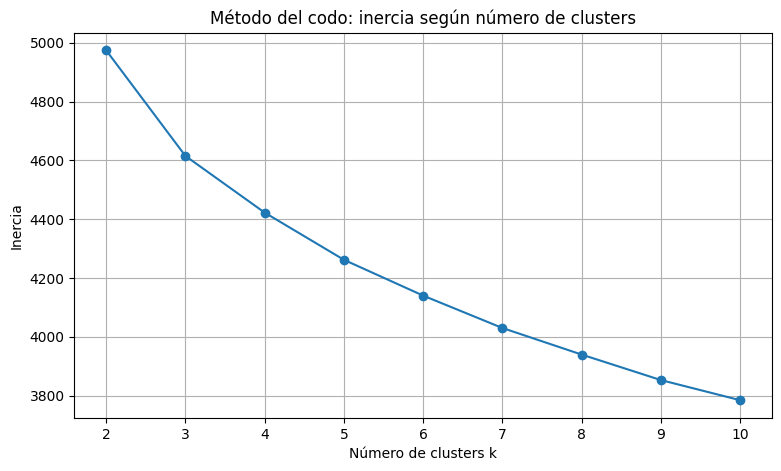 Método del codo: inercia según número de clusters
5000
4800
4600
4400
4200
4000
3800
Inercia
2 3 4 5 6 7 8 9 10
Número de clusters k